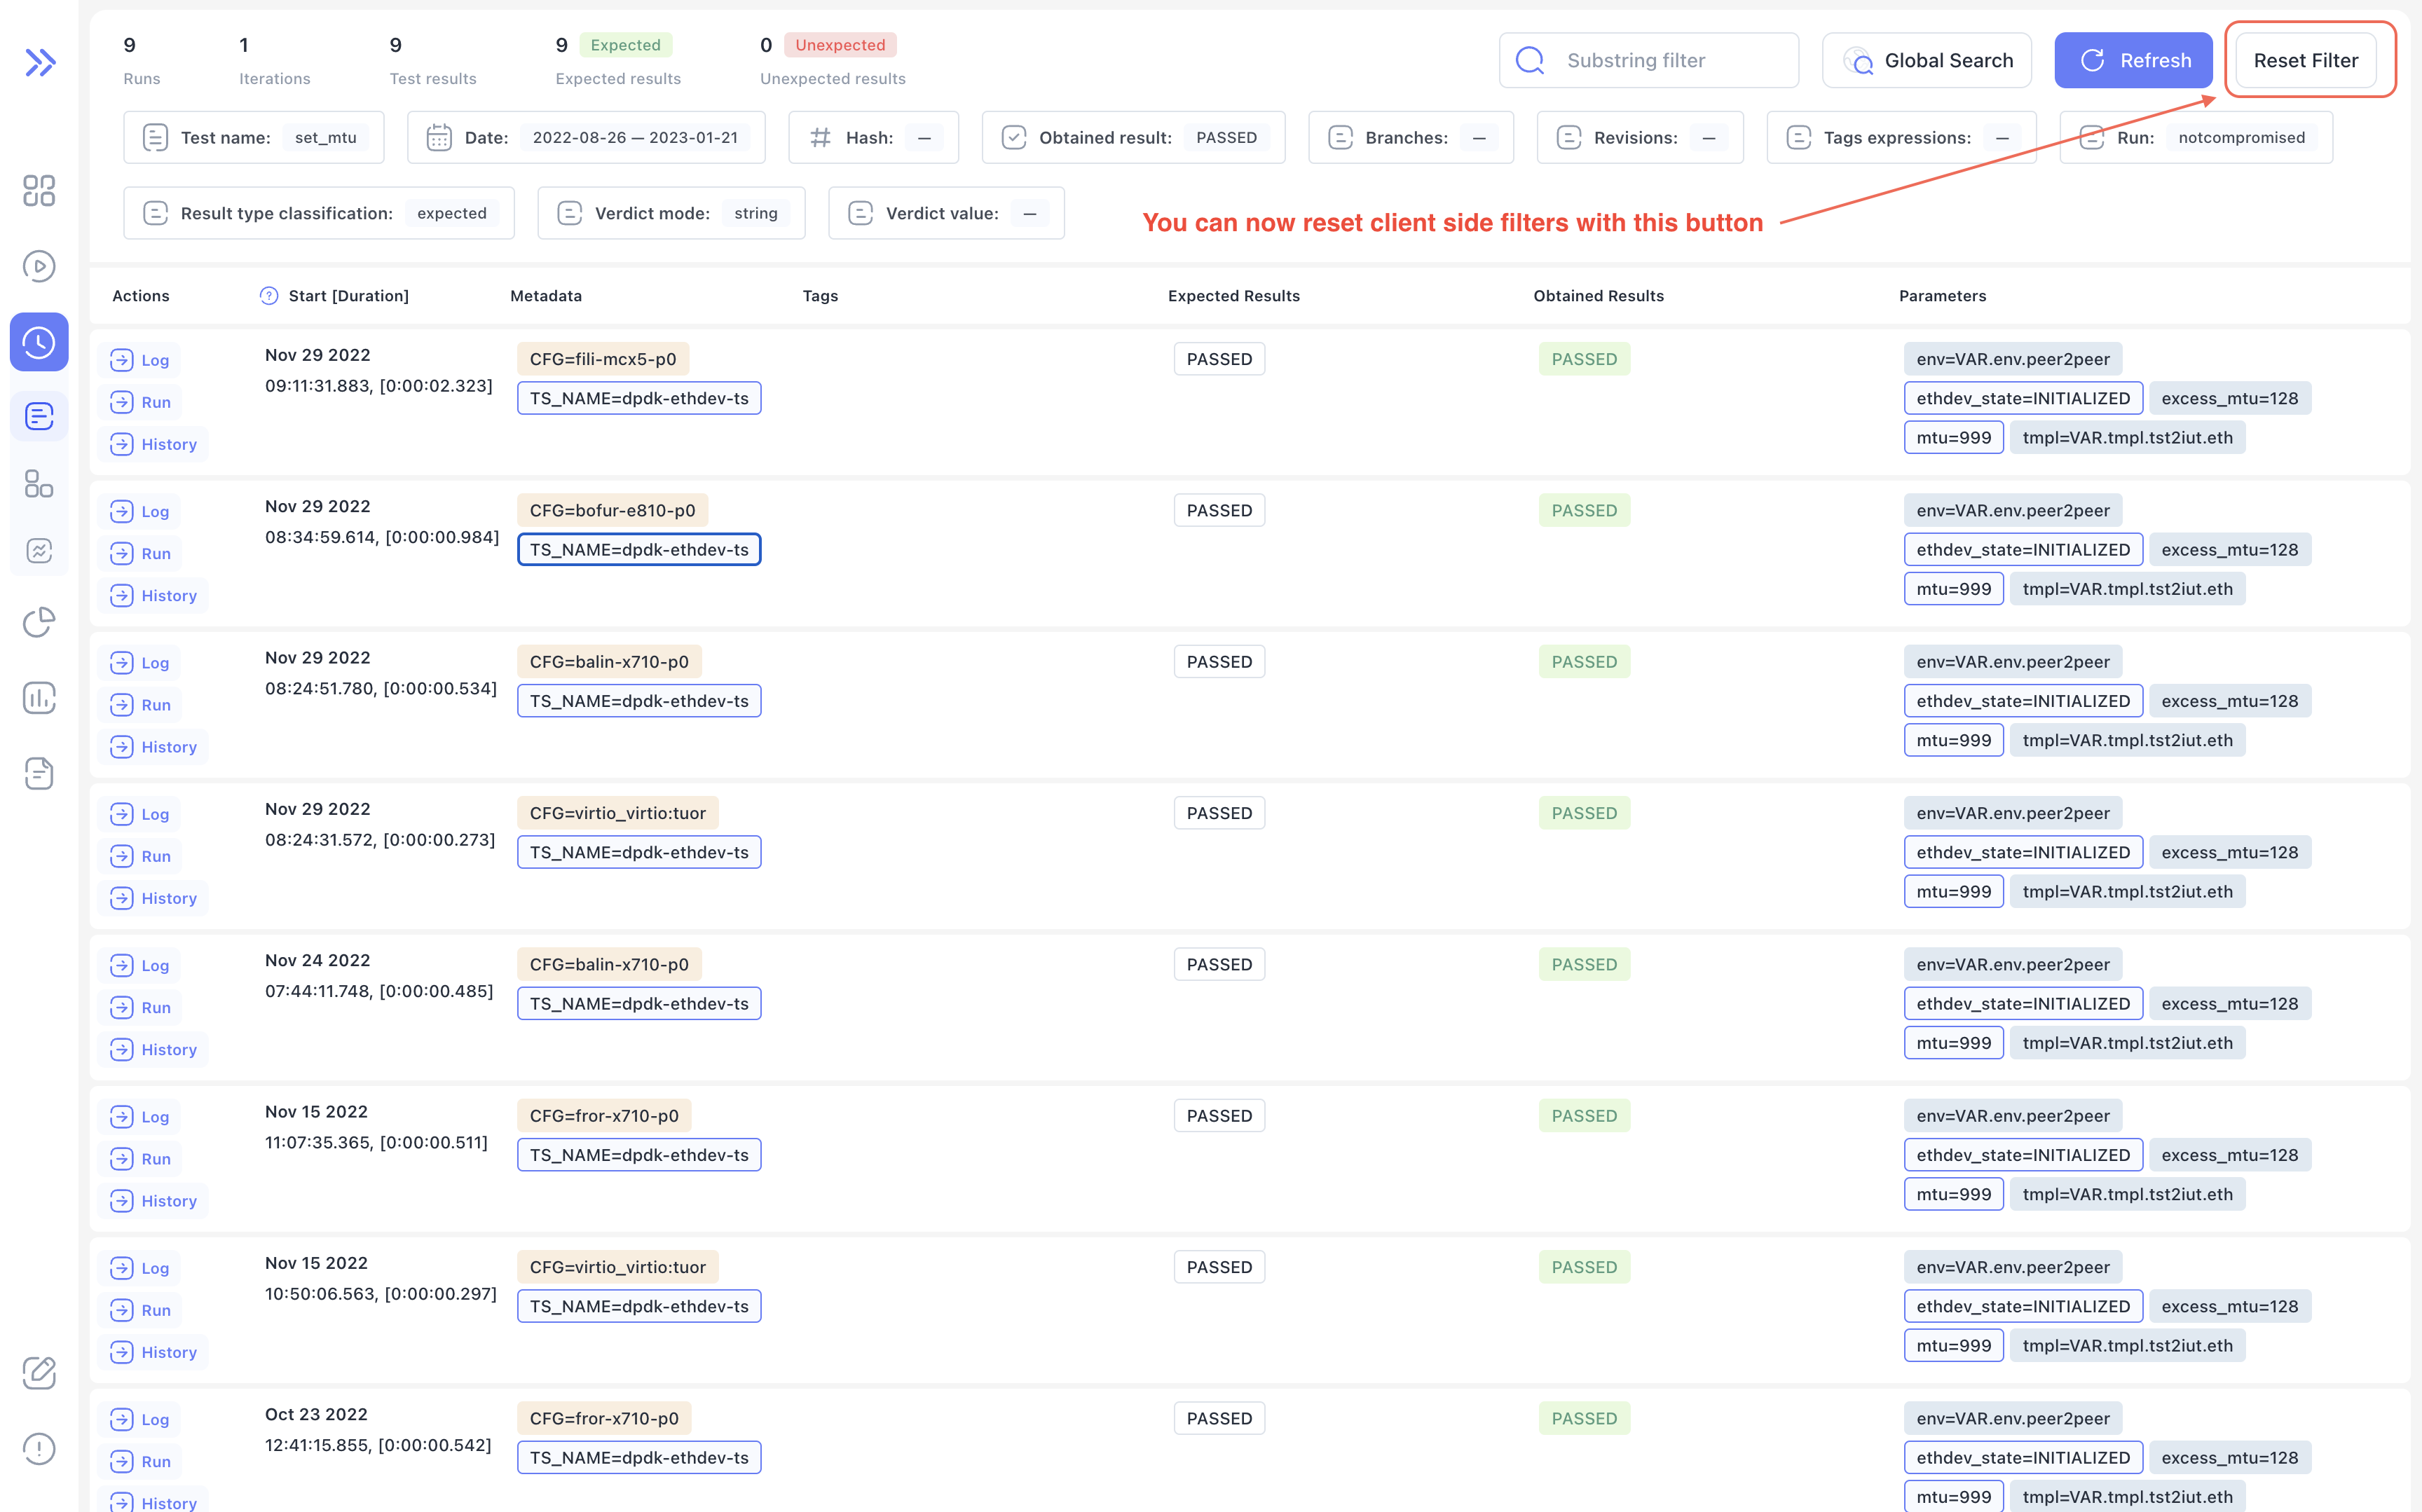 9 1 9 9 Expected 0 Unexpected
Runs Iterations Test results Expected results Unexpected results
Substring filter Global Search Refresh Reset Filter
Test name: set_mtu Date: 2022-08-26 — 2023-01-21 # Hash: — Obtained result: PASSED Branches: — Revisions: — Tags expressions: — Run: notcompromised
Result type classification: expected Verdict mode: string Verdict value: —
You can now reset client side filters with this button
Actions ? Start [Duration] Metadata Tags Expected Results Obtained Results Parameters
Log Nov 29 2022 CFG=fili-mcx5-p0 PASSED PASSED env=VAR.env.peer2peer
09:11:31.883, [0:00:02.323] TS_NAME=dpdk-ethdev-ts ethdev_state=INITIALIZED excess_mtu=128
Run
History mtu=999 tmpl=VAR.tmpl.tst2iut.eth
Log Nov 29 2022 CFG=bofur-e810-p0 PASSED PASSED env=VAR.env.peer2peer
08:34:59.614, [0:00:00.984] TS_NAME=dpdk-ethdev-ts ethdev_state=INITIALIZED excess_mtu=128
Run
History mtu=999 tmpl=VAR.tmpl.tst2iut.eth
Log Nov 29 2022 CFG=balin-x710-p0 PASSED PASSED env=VAR.env.peer2peer
08:24:51.780, [0:00:00.534] TS_NAME=dpdk-ethdev-ts ethdev_state=INITIALIZED excess_mtu=128
Run
History mtu=999 tmpl=VAR.tmpl.tst2iut.eth
Log Nov 29 2022 CFG=virtio_virtio:tuor PASSED PASSED env=VAR.env.peer2peer
08:24:31.572, [0:00:00.273] TS_NAME=dpdk-ethdev-ts ethdev_state=INITIALIZED excess_mtu=128
Run
History mtu=999 tmpl=VAR.tmpl.tst2iut.eth
Log Nov 24 2022 CFG=balin-x710-p0 PASSED PASSED env=VAR.env.peer2peer
07:44:11.748, [0:00:00.485] TS_NAME=dpdk-ethdev-ts ethdev_state=INITIALIZED excess_mtu=128
Run
History mtu=999 tmpl=VAR.tmpl.tst2iut.eth
Log Nov 15 2022 CFG=fror-x710-p0 PASSED PASSED env=VAR.env.peer2peer
11:07:35.365, [0:00:00.511] TS_NAME=dpdk-ethdev-ts ethdev_state=INITIALIZED excess_mtu=128
Run
History mtu=999 tmpl=VAR.tmpl.tst2iut.eth
Log Nov 15 2022 CFG=virtio_virtio:tuor PASSED PASSED env=VAR.env.peer2peer
10:50:06.563, [0:00:00.297] TS_NAME=dpdk-ethdev-ts ethdev_state=INITIALIZED excess_mtu=128
Run
History mtu=999 tmpl=VAR.tmpl.tst2iut.eth
Log Oct 23 2022 CFG=fror-x710-p0 PASSED PASSED env=VAR.env.peer2peer
12:41:15.855, [0:00:00.542] TS_NAME=dpdk-ethdev-ts ethdev_state=INITIALIZED excess_mtu=128
Run
History mtu=999 tmpl=VAR.tmpl.tst2iut.eth